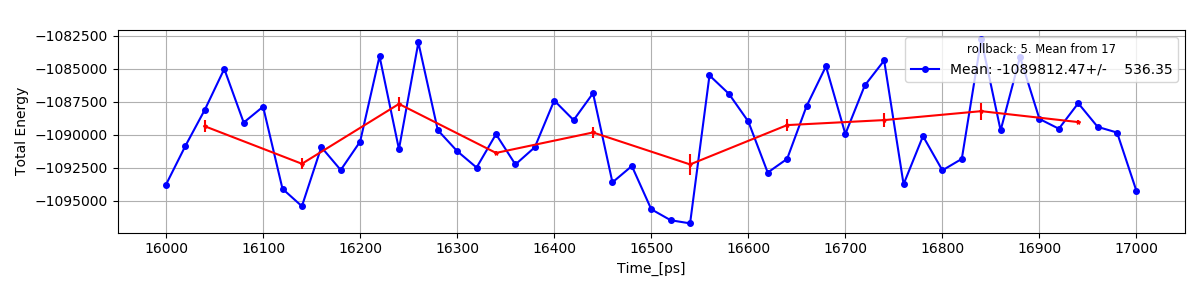 rollback: 5. Mean from 17
Mean: -1089812.47+/-    536.35
Total Energy
−1082500
−1085000
−1087500
−1090000
−1092500
−1095000
16000 16100 16200 16300 16400 16500 16600 16700 16800 16900 17000
Time_[ps]